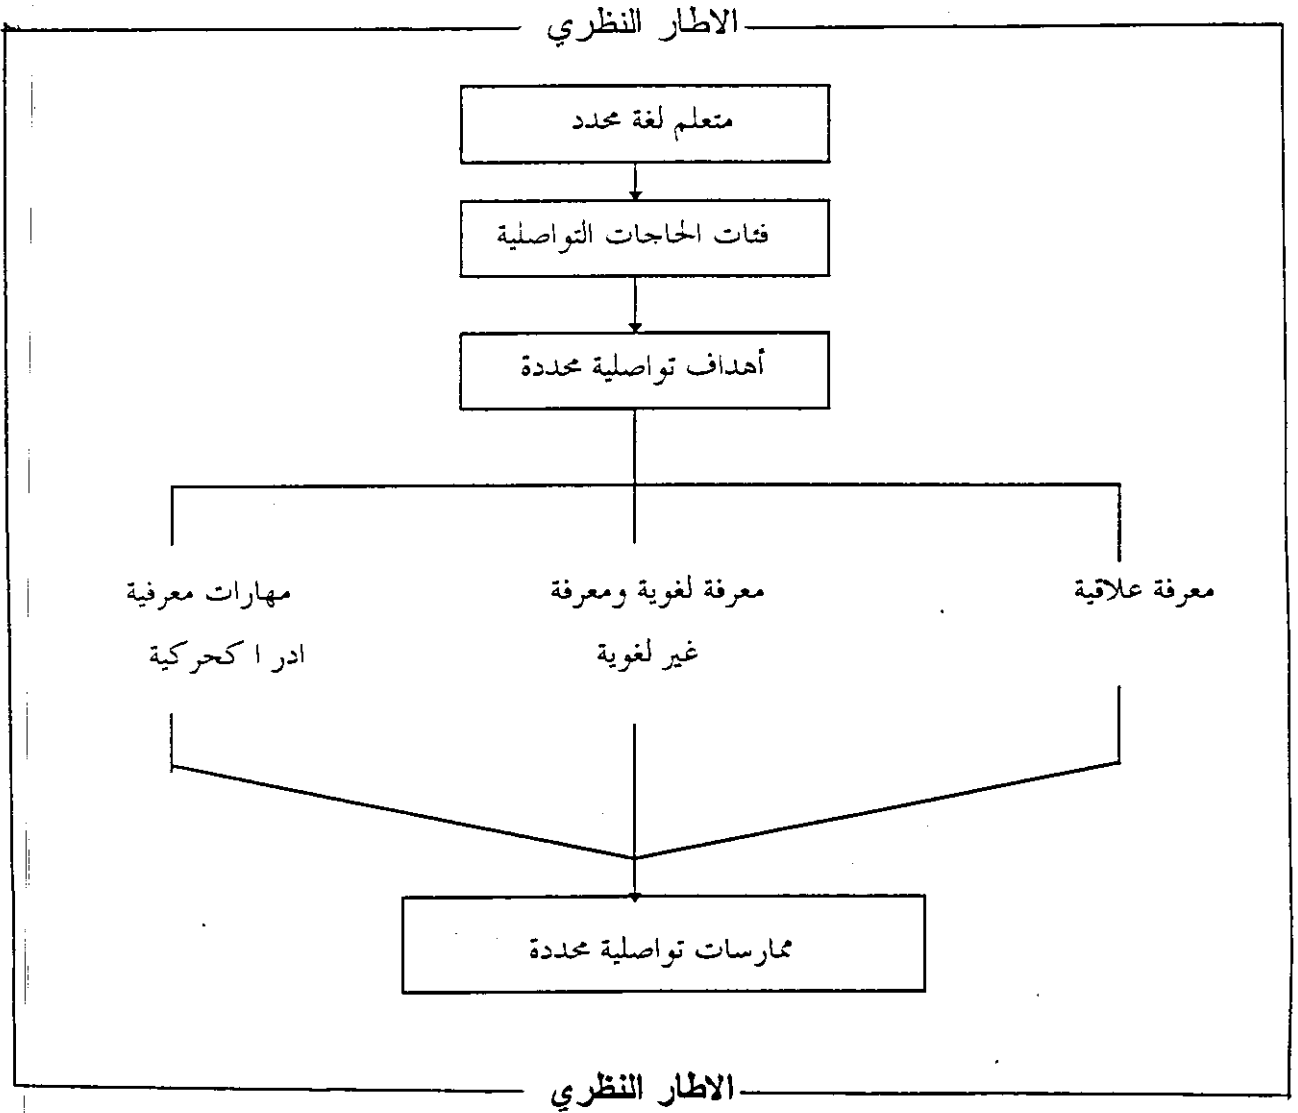 الاطار النظري
متعلم لغة محدد
فئات الحاجات التواصلية
أهداف تواصلية محددة
معرفة علاقية
معرفة لغوية ومعرفة
غير لغوية
مهارات معرفية
ادر ا كحركية
ممارسات تواصلية محددة
الاطار النظري